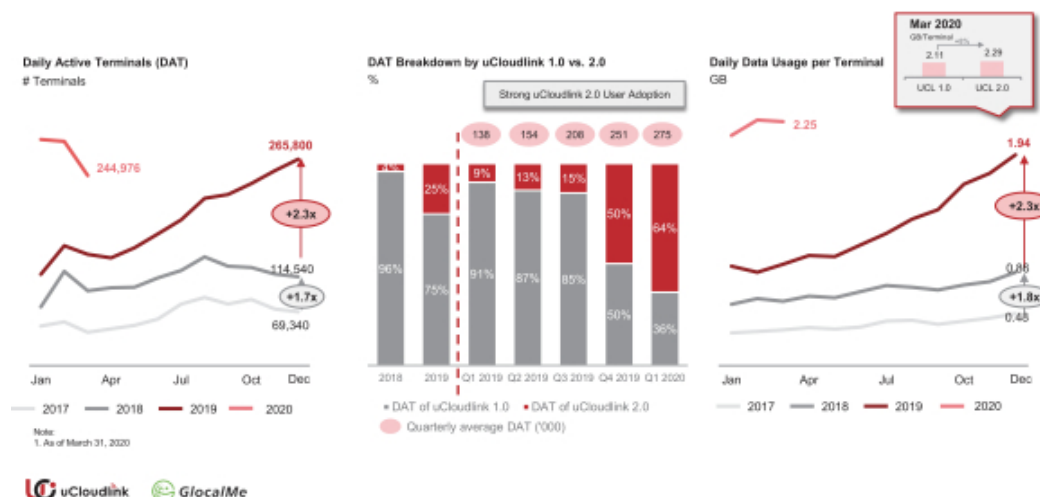 Mar 2020
GB/Terminal
+9%
2.11
2.29
UCL 1.0
UCL 2.0
Daily Active Terminals (DAT)
# Terminals
244,976
265,800
+2.3x
114,540
+1.7x
69,340
Jan
Apr
Jul
Oct
Dec
2017
2018
2019
2020
Note:
1. As of March 31, 2020
DAT Breakdown by uCloudlink 1.0 vs. 2.0
%
Strong uCloudlink 2.0 User Adoption
138
154
208
251
275
4%
25%
9%
13%
15%
50%
64%
96%
75%
91%
87%
85%
50%
36%
2018
2019
Q1 2019
Q2 2019
Q3 2019
Q4 2019
Q1 2020
DAT of uCloudlink 1.0
DAT of uCloudlink 2.0
Quarterly average DAT ('000)
Daily Data Usage per Terminal
GB
2.25
1.94
+2.3x
0.86
+1.8x
0.48
Jan
Apr
Jul
Oct
Dec
2017
2018
2019
2020
uCloudlink
GlocalMe